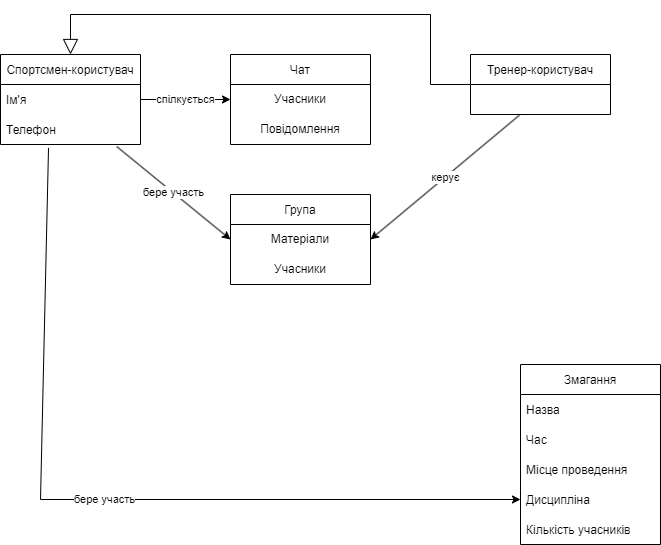 Спортсмен-користувач
Ім'я
Телефон
спілкується
Чат
Учасники
Повідомлення
Тренер-користувач
бере участь
керує
Група
Матеріали
Учасники
Змагання
Назва
Час
Місце проведення
Дисципліна
Кількість учасників
бере участь